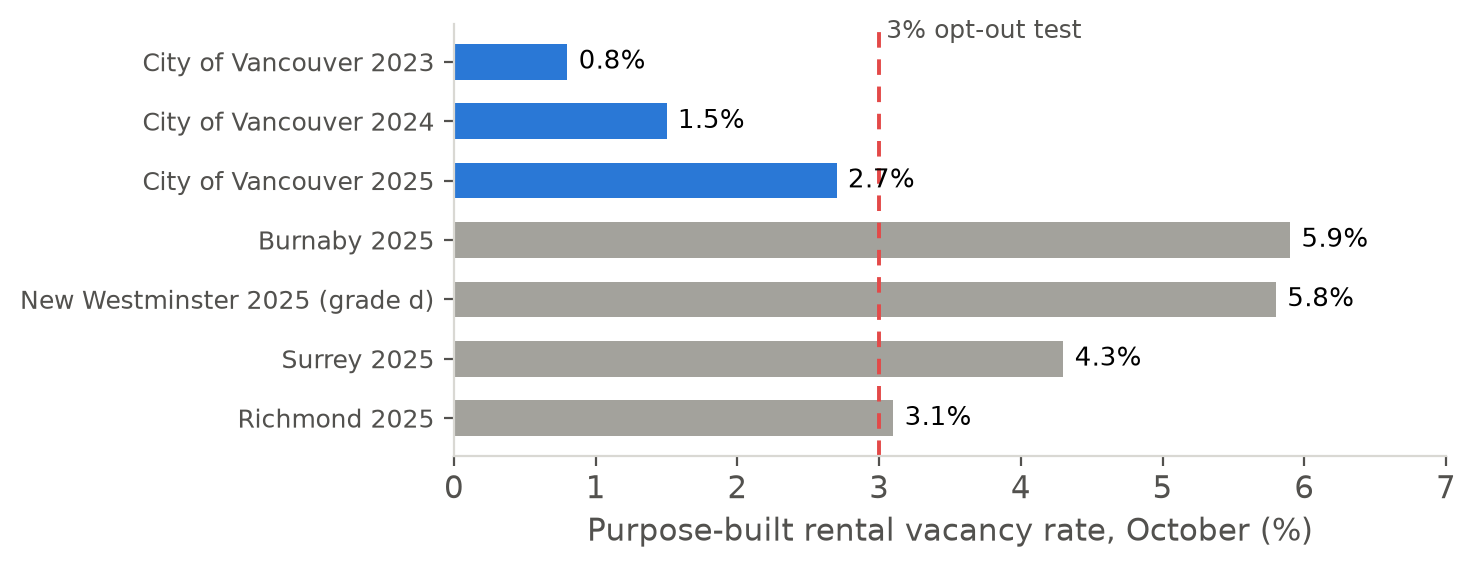 3% opt-out test
City of Vancouver 2023 0.8%
City of Vancouver 2024 1.5%
City of Vancouver 2025 2.7%
Burnaby 2025 5.9%
New Westminster 2025 (grade d) 5.8%
Surrey 2025 4.3%
Richmond 2025 3.1%
0 1 2 3 4 5 6 7
Purpose-built rental vacancy rate, October (%)